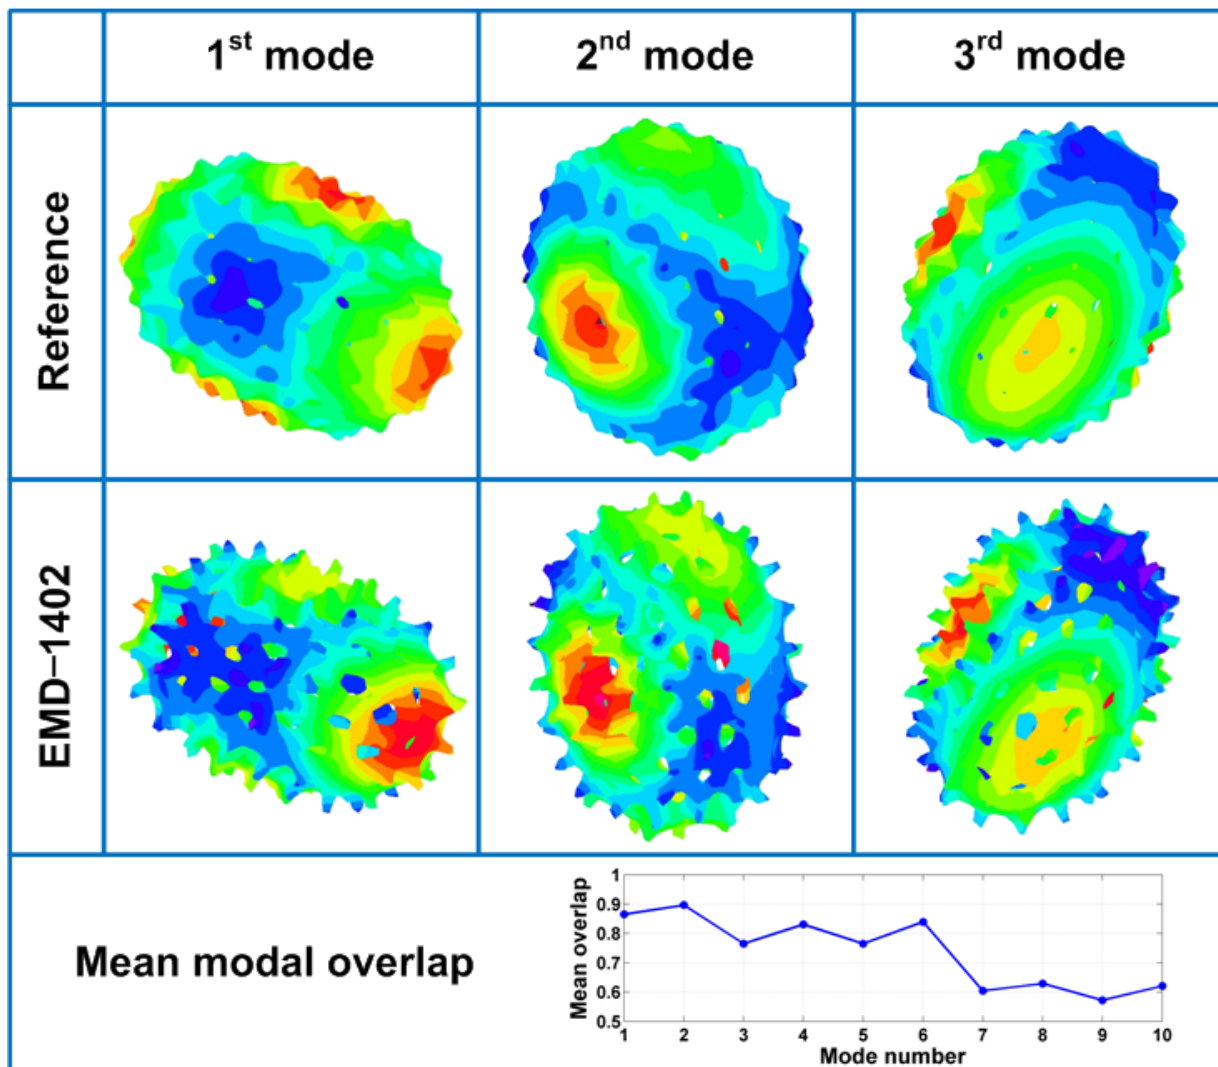 1st mode
2nd mode
3rd mode
Reference
EMD–1402
Mean modal overlap
Mean overlap
1
0.9
0.8
0.7
0.6
0.5
1 2 3 4 5 6 7 8 9 10
Mode number